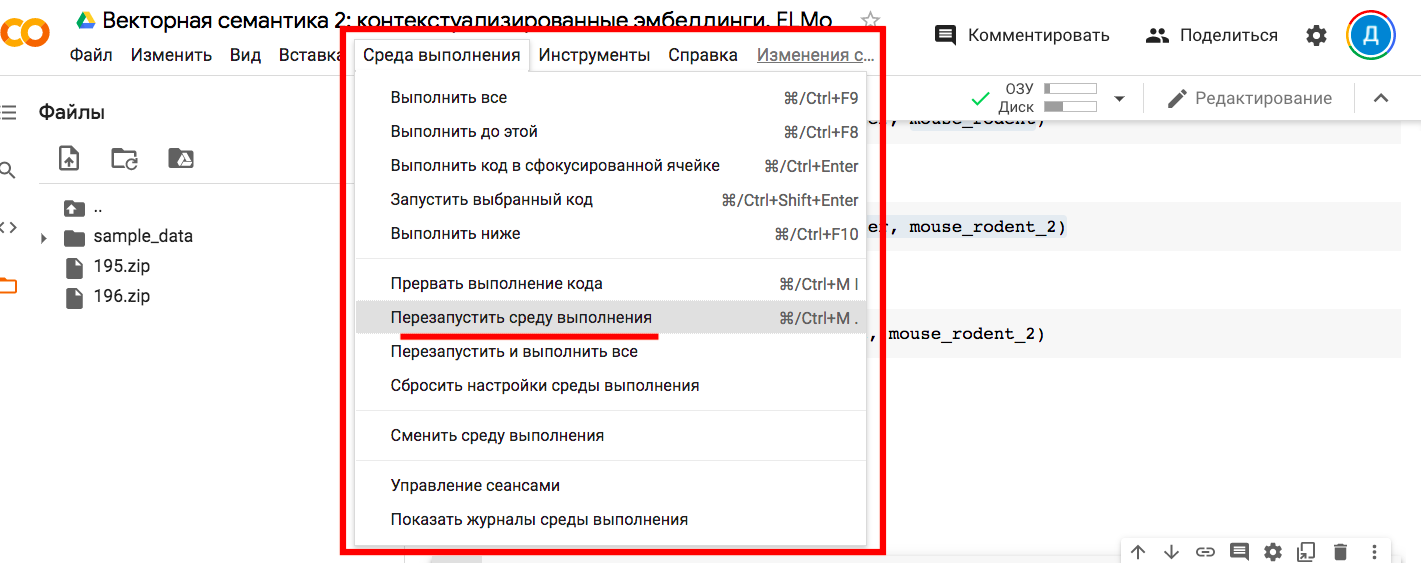 Векторная семантика 2: контекстуализированные эмбеддинги. ELMo
Комментировать
Поделиться
Д
Файл Изменить Вид Вставка Среда выполнения Инструменты Справка Изменения с...
ОЗУ
Диск
Редактирование
Файлы
..
sample_data
195.zip
196.zip
Выполнить все ⌘/Ctrl+F9
Выполнить до этой ⌘/Ctrl+F8
Выполнить код в сфокусированной ячейке ⌘/Ctrl+Enter
Запустить выбранный код ⌘/Ctrl+Shift+Enter
Выполнить ниже ⌘/Ctrl+F10
Прервать выполнение кода ⌘/Ctrl+M I
Перезапустить среду выполнения ⌘/Ctrl+M .
Перезапустить и выполнить все
Сбросить настройки среды выполнения
Сменить среду выполнения
Управление сеансами
Показать журналы среды выполнения
er, mouse_rodent)
er, mouse_rodent_2)
, mouse_rodent_2)